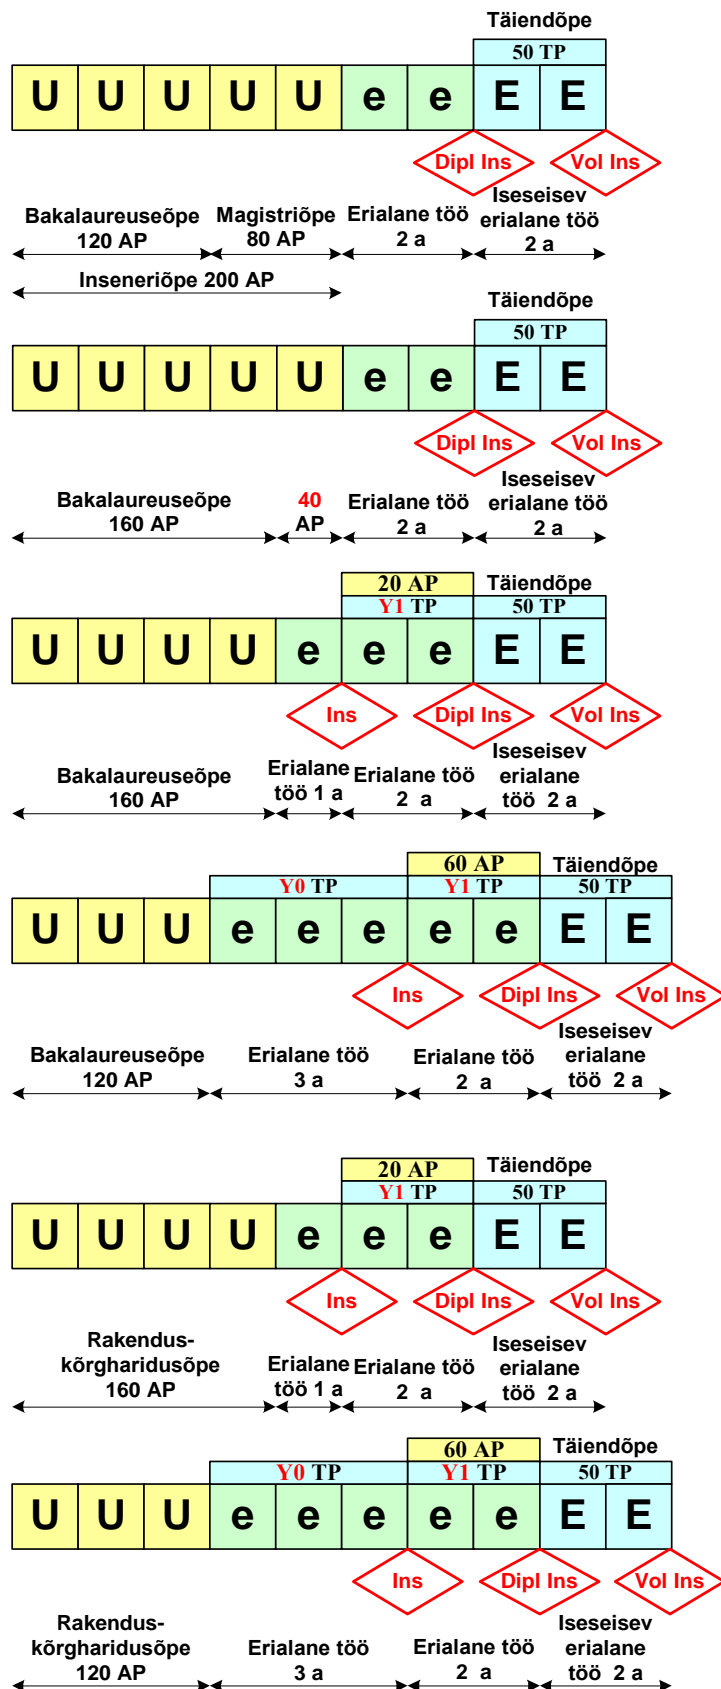 Täiendõpe
50 TP
U U U U U e e E E
Dipl Ins Vol Ins
Bakalaureuseõpe Magistriõpe Erialane töö Iseseisev
120 AP 80 AP 2 a erialane töö
2 a
Inseneriõpe 200 AP
Täiendõpe
50 TP
U U U U U e e E E
Dipl Ins Vol Ins
Bakalaureuseõpe 40 Erialane töö Iseseisev
160 AP AP 2 a erialane töö
2 a
20 AP Täiendõpe
Y1 TP 50 TP
U U U U e e e E E
Ins Dipl Ins Vol Ins
Bakalaureuseõpe Erialane Erialane töö Iseseisev
160 AP töö 1 a 2 a erialane
töö 2 a
60 AP Täiendõpe
Y0 TP Y1 TP 50 TP
U U U e e e e e E E
Ins Dipl Ins Vol Ins
Bakalaureuseõpe Erialane töö Erialane töö Iseseisev
120 AP 3 a 2 a erialane
töö 2 a
20 AP Täiendõpe
Y1 TP 50 TP
U U U U e e e E E
Ins Dipl Ins Vol Ins
Rakendus- Iseseisev
kõrgharidusõpe Erialane Erialane töö erialane
160 AP töö 1 a 2 a töö 2 a
60 AP Täiendõpe
Y0 TP Y1 TP 50 TP
U U U e e e e e E E
Ins Dipl Ins Vol Ins
Rakendus- Iseseisev
kõrgharidusõpe Erialane töö Erialane töö erialane
120 AP 3 a 2 a töö 2 a